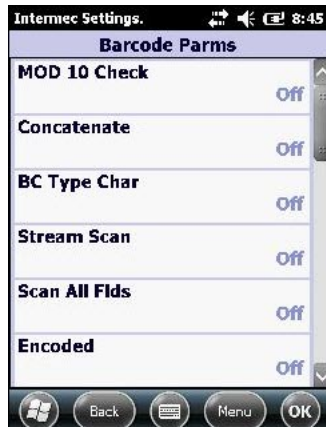 Intermec Settings. 8:45
Barcode Parms
MOD 10 Check
Off
Concatenate
Off
BC Type Char
Off
Stream Scan
Off
Scan All Flds
Off
Encoded
Off
Back Menu OK